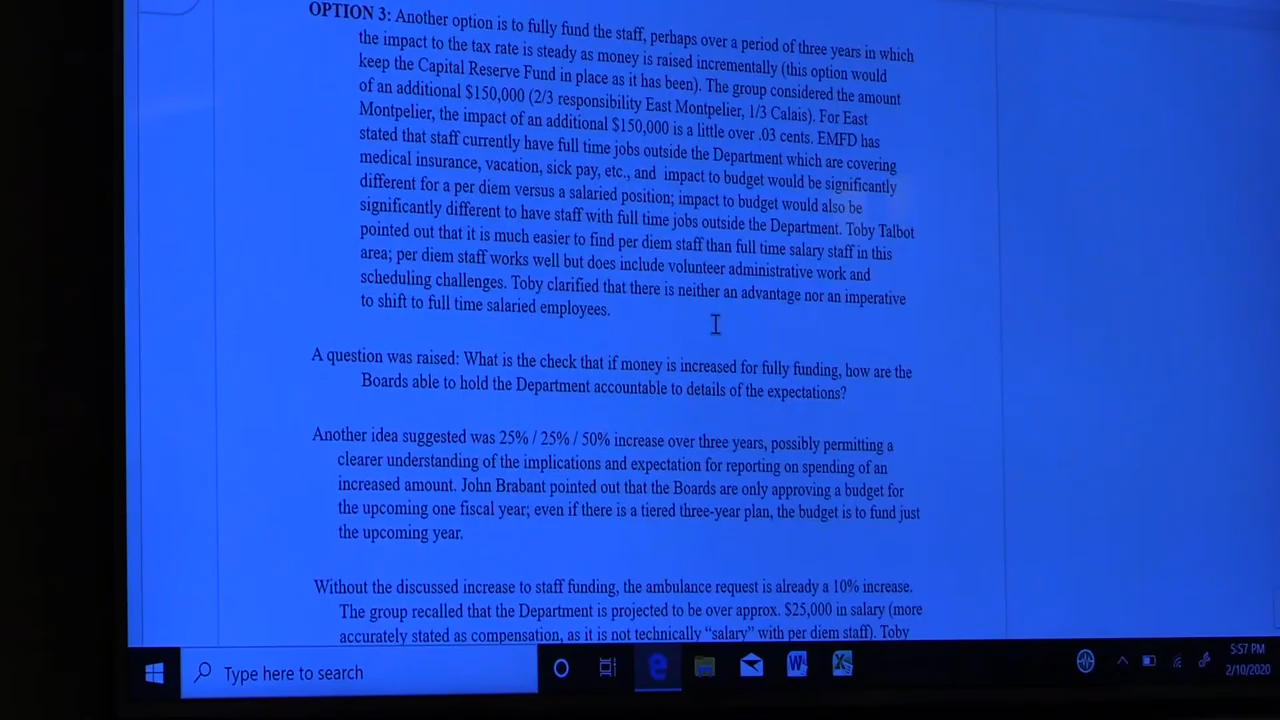 OPTION 3: Another option is to fully fund the staff, perhaps over a period of three years in which
the impact to the tax rate is steady as money is raised incrementally (this option would
keep the Capital Reserve Fund in place as it has been). The group considered the amount
of an additional $150,000 (2/3 responsibility East Montpelier, 1/3 Calais). For East
Montpelier, the impact of an additional $150,000 is a little over .03 cents. EMFD has
stated that staff currently have full time jobs outside the Department which are covering
medical insurance, vacation, sick pay, etc., and impact to budget would be significantly
different for a per diem versus a salaried position; impact to budget would also be
significantly different to have staff with full time jobs outside the Department. Toby Talbot
pointed out that it is much easier to find per diem staff than full time salary staff in this
area; per diem staff works well but does include volunteer administrative work and
scheduling challenges. Toby clarified that there is neither an advantage nor an imperative
to shift to full time salaried employees.
A question was raised: What is the check that if money is increased for fully funding, how are the
Boards able to hold the Department accountable to details of the expectations?
Another idea suggested was 25% / 25% / 50% increase over three years, possibly permitting a
clearer understanding of the implications and expectation for reporting on spending of an
increased amount. John Brabant pointed out that the Boards are only approving a budget for
the upcoming one fiscal year; even if there is a tiered three-year plan, the budget is to fund just
the upcoming year.
Without the discussed increase to staff funding, the ambulance request is already a 10% increase.
The group recalled that the Department is projected to be over approx. $25,000 in salary (more
accurately stated as compensation, as it is not technically “salary” with per diem staff). Toby
Type here to search
5:57 PM
2/10/2020